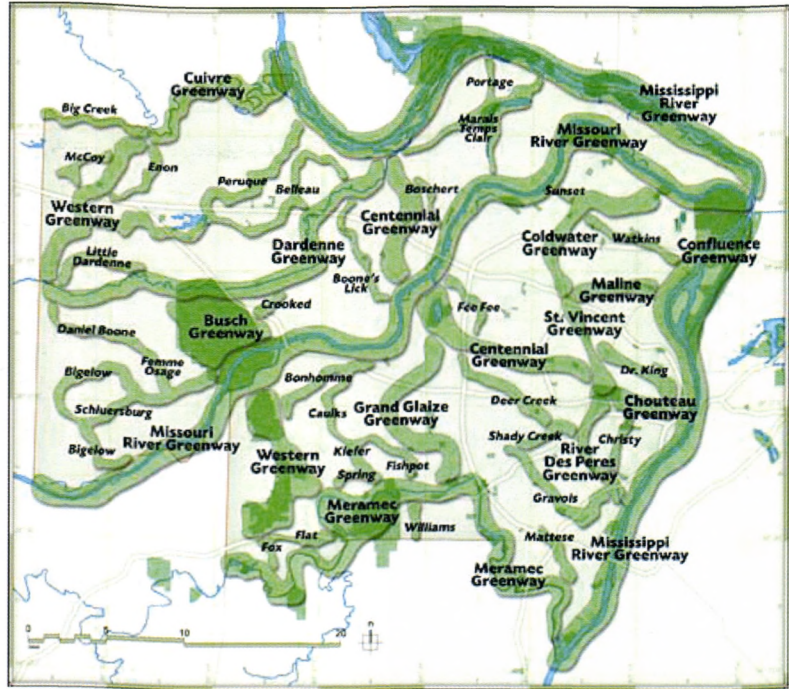 Cuivre
Greenway
Big Creek
McCoy
Enon
Western
Greenway
Peruque
Belleau
Little
Dardenne
Dardenne
Greenway
Portage
Marais
Temps
Clair
Mississippi
River
Greenway
Missouri
River Greenway
Boschert
Centennial
Greenway
Sunset
Coldwater
Greenway
Watkins
Confluence
Greenway
Boone's
Lick
Crooked
Busch
Greenway
Daniel Boone
Femme
Osage
Bigelow
Schluersburg
Bigelow
Missouri
River Greenway
Fee Fee
Maline
Greenway
St. Vincent
Greenway
Centennial
Greenway
Dr. King
Bonhomme
Caulks
Grand Glaize
Greenway
Deer Creek
Chouteau
Greenway
Shady Creek
River
Des Peres
Greenway
Christy
Western
Greenway
Kiefer
Spring
Fishpot
Meramec
Greenway
Gravois
Williams
Flat
Fox
Mattese
Mississippi
River Greenway
Meramec
Greenway
0 5 10 20
n